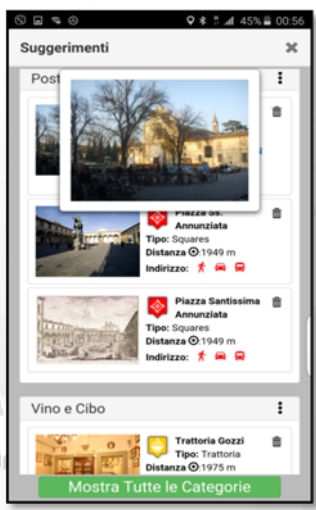 45% 00:56
Suggerimenti
Post
Piazza Ss.
Annunziata
Tipo: Squares
Distanza :1949 m
Indirizzo:
Piazza Santissima
Annunziata
Tipo: Squares
Distanza :1949 m
Indirizzo:
Vino e Cibo
Trattoria Gozzi
Tipo: Trattoria
Distanza :1975 m
Mostra Tutte le Categorie